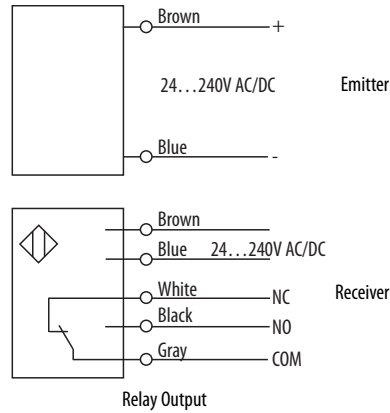 Brown
+
24...240V AC/DC
Emitter
Blue
-
Brown
Blue 24...240V AC/DC
White
NC
Receiver
Black
NO
Gray
COM
Relay Output